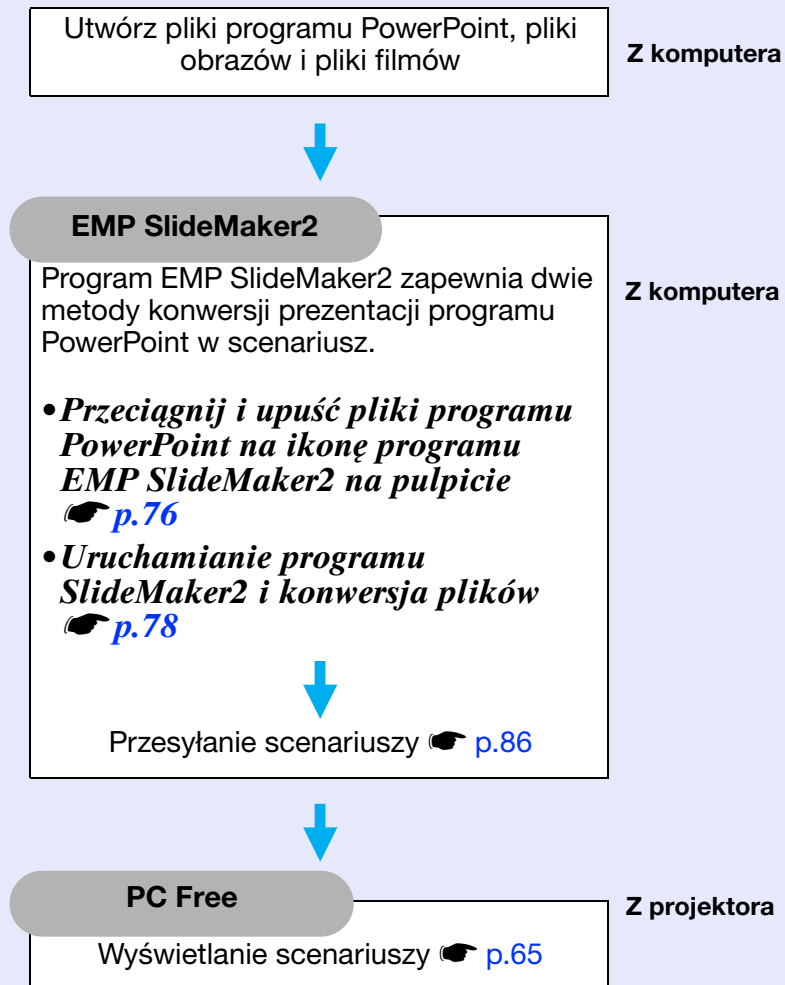 Utwórz pliki programu PowerPoint, pliki
obrazów i pliki filmów
Z komputera
EMP SlideMaker2
Program EMP SlideMaker2 zapewnia dwie
metody konwersji prezentacji programu
PowerPoint w scenariusz.
Z komputera
•Przeciągnij i upuść pliki programu
PowerPoint na ikonę programu
EMP SlideMaker2 na pulpicie
☛ p.76
•Uruchamianie programu
SlideMaker2 i konwersja plików
☛ p.78
Przesyłanie scenariuszy ☛ p.86
PC Free
Z projektora
Wyświetlanie scenariuszy ☛ p.65